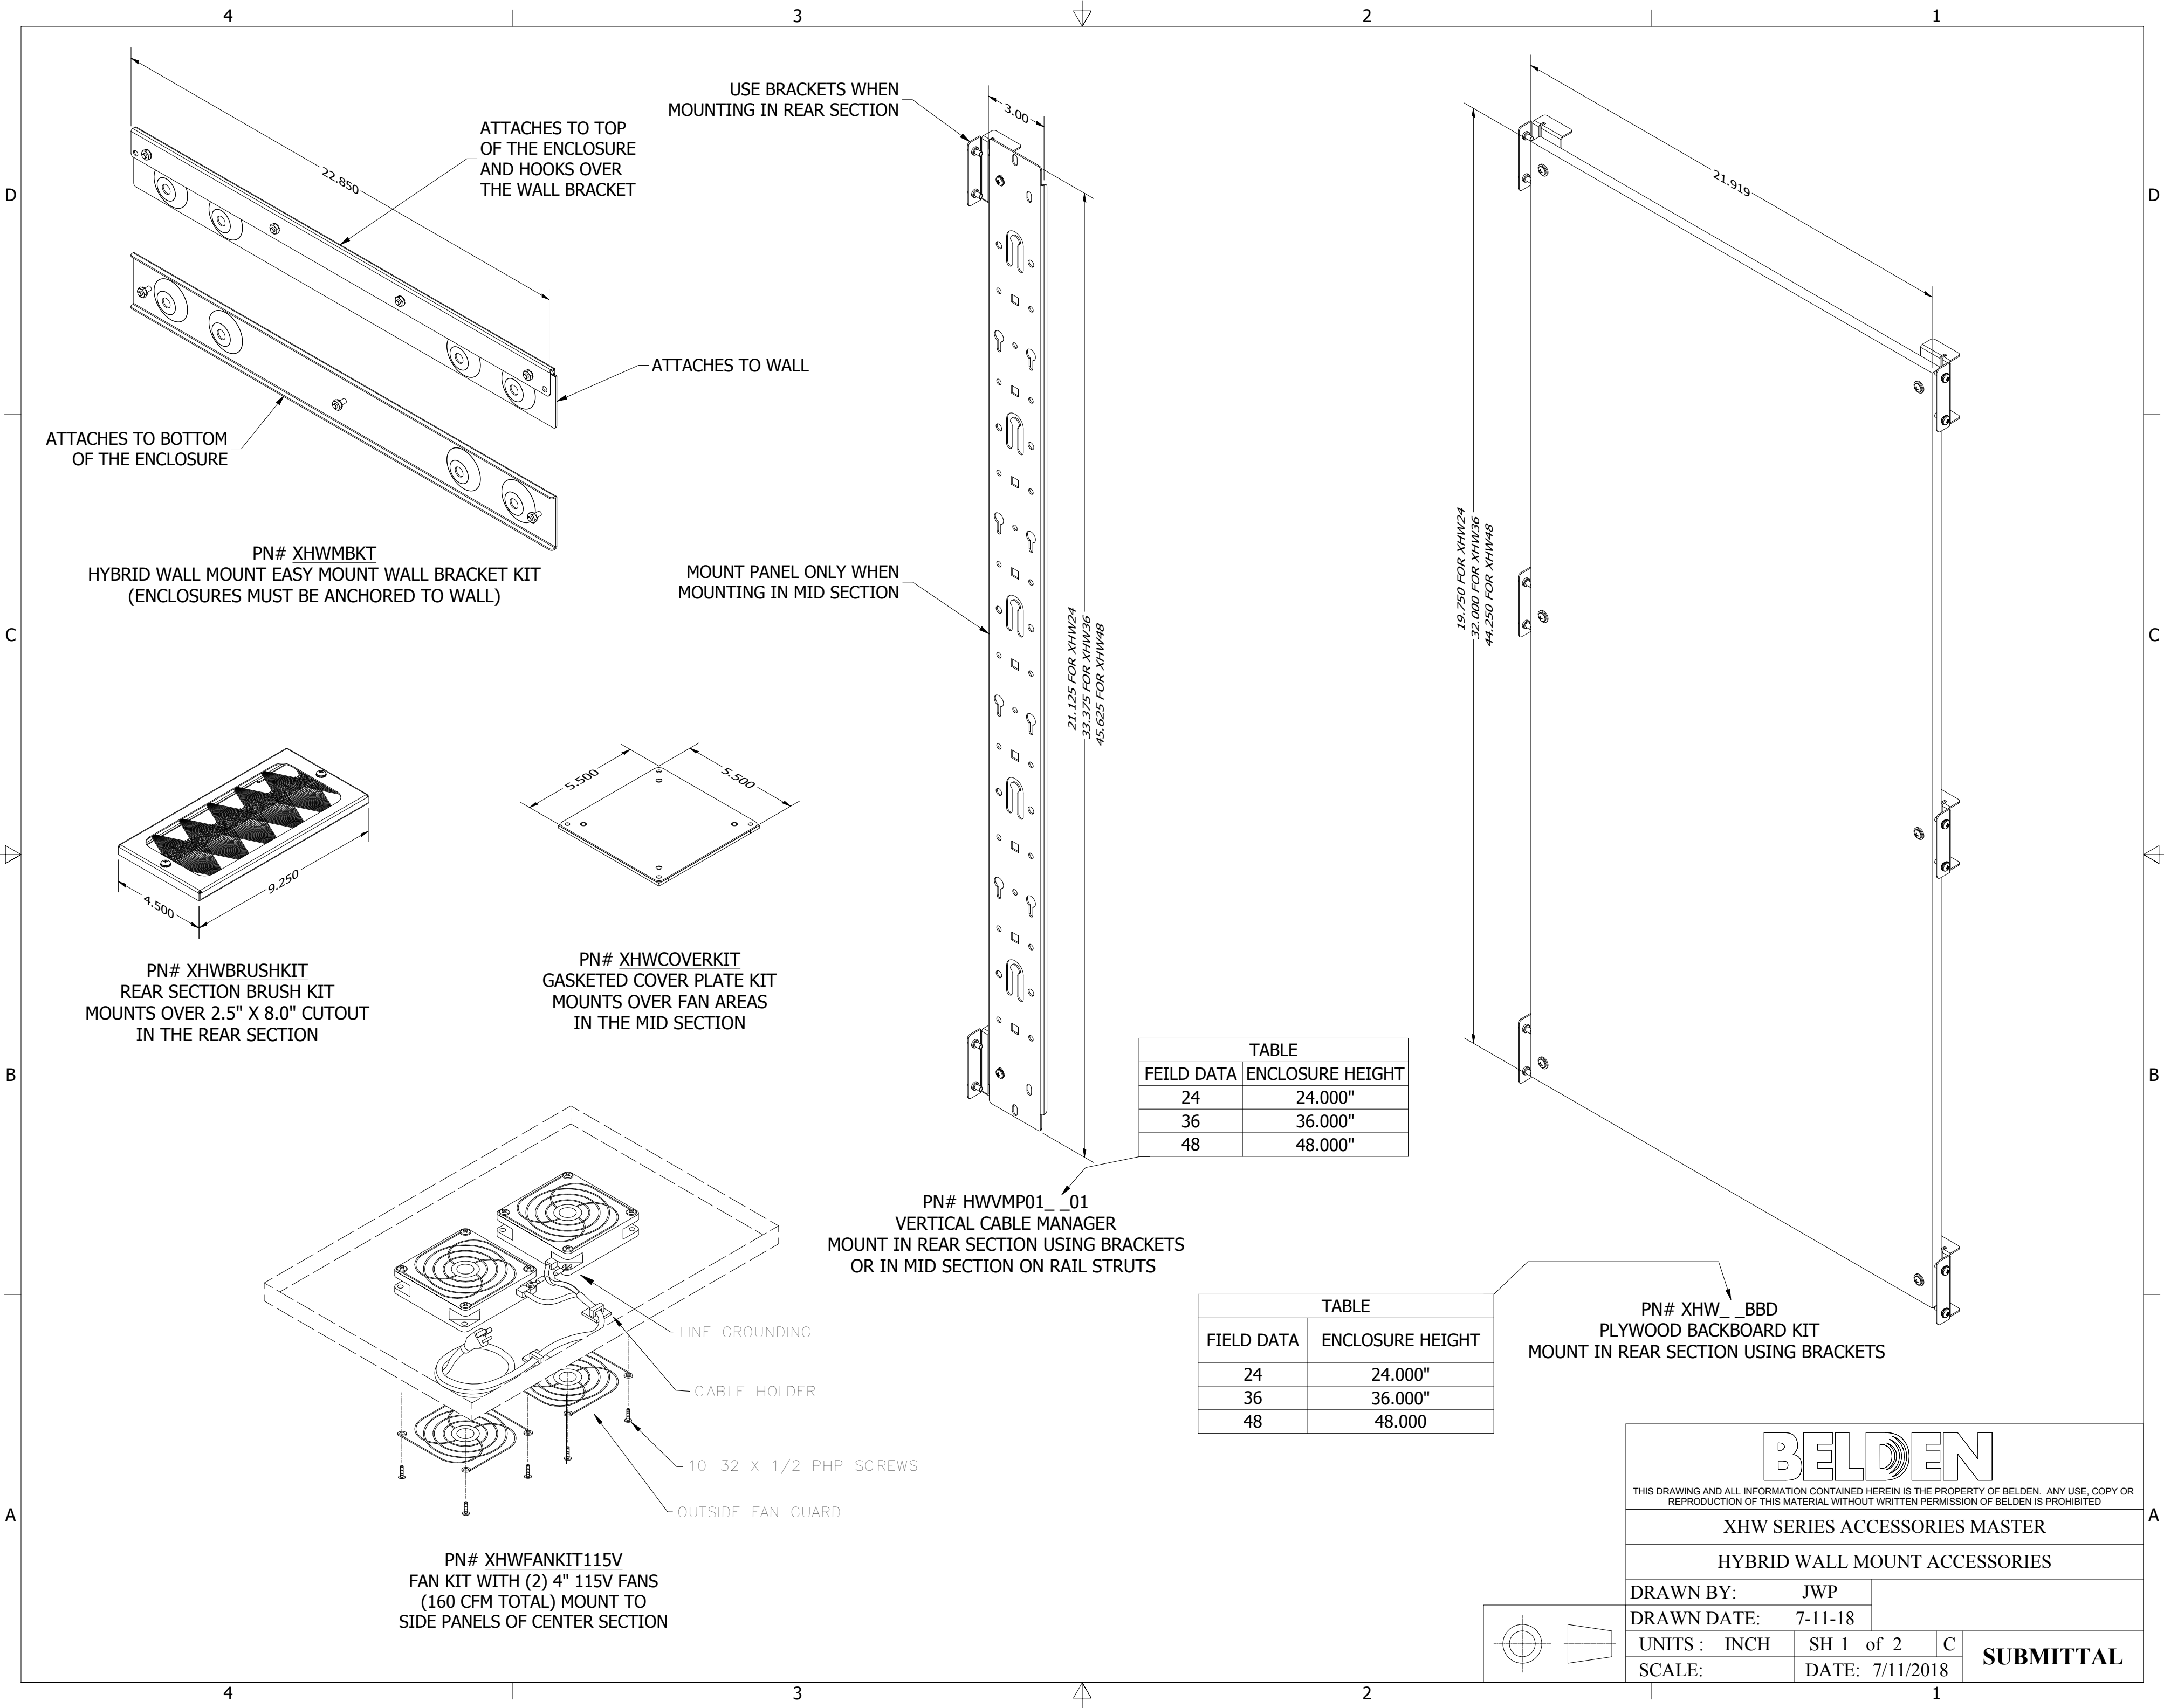 4
3
2
1
D
D
C
C
B
B
A
A
22.850
ATTACHES TO TOP
OF THE ENCLOSURE
AND HOOKS OVER
THE WALL BRACKET
ATTACHES TO WALL
ATTACHES TO BOTTOM
OF THE ENCLOSURE
PN# XHWMBKT
HYBRID WALL MOUNT EASY MOUNT WALL BRACKET KIT
(ENCLOSURES MUST BE ANCHORED TO WALL)
USE BRACKETS WHEN
MOUNTING IN REAR SECTION
3.00
MOUNT PANEL ONLY WHEN
MOUNTING IN MID SECTION
21.125 FOR XHW24
33.375 FOR XHW36
45.625 FOR XHW48
21.919
19.750 FOR XHW24
32.000 FOR XHW36
44.250 FOR XHW48
4.500
9.250
PN# XHWBRUSHKIT
REAR SECTION BRUSH KIT
MOUNTS OVER 2.5" X 8.0" CUTOUT
IN THE REAR SECTION
5.500
5.500
PN# XHWCOVERKIT
GASKETED COVER PLATE KIT
MOUNTS OVER FAN AREAS
IN THE MID SECTION
TABLE
FEILD DATA ENCLOSURE HEIGHT
24 24.000"
36 36.000"
48 48.000"
PN# HWVMP01_ _01
VERTICAL CABLE MANAGER
MOUNT IN REAR SECTION USING BRACKETS
OR IN MID SECTION ON RAIL STRUTS
TABLE
FIELD DATA ENCLOSURE HEIGHT
24 24.000"
36 36.000"
48 48.000
PN# XHW_ _BBD
PLYWOOD BACKBOARD KIT
MOUNT IN REAR SECTION USING BRACKETS
LINE GROUNDING
CABLE HOLDER
10-32 X 1/2 PHP SCREWS
OUTSIDE FAN GUARD
PN# XHWFANKIT115V
FAN KIT WITH (2) 4" 115V FANS
(160 CFM TOTAL) MOUNT TO
SIDE PANELS OF CENTER SECTION
BELDEN
THIS DRAWING AND ALL INFORMATION CONTAINED HEREIN IS THE PROPERTY OF BELDEN. ANY USE, COPY OR
REPRODUCTION OF THIS MATERIAL WITHOUT WRITTEN PERMISSION OF BELDEN IS PROHIBITED
XHW SERIES ACCESSORIES MASTER
HYBRID WALL MOUNT ACCESSORIES
DRAWN BY: JWP
DRAWN DATE: 7-11-18
UNITS : INCH SH 1 of 2 C
SCALE: DATE: 7/11/2018
SUBMITTAL
4
3
2
1